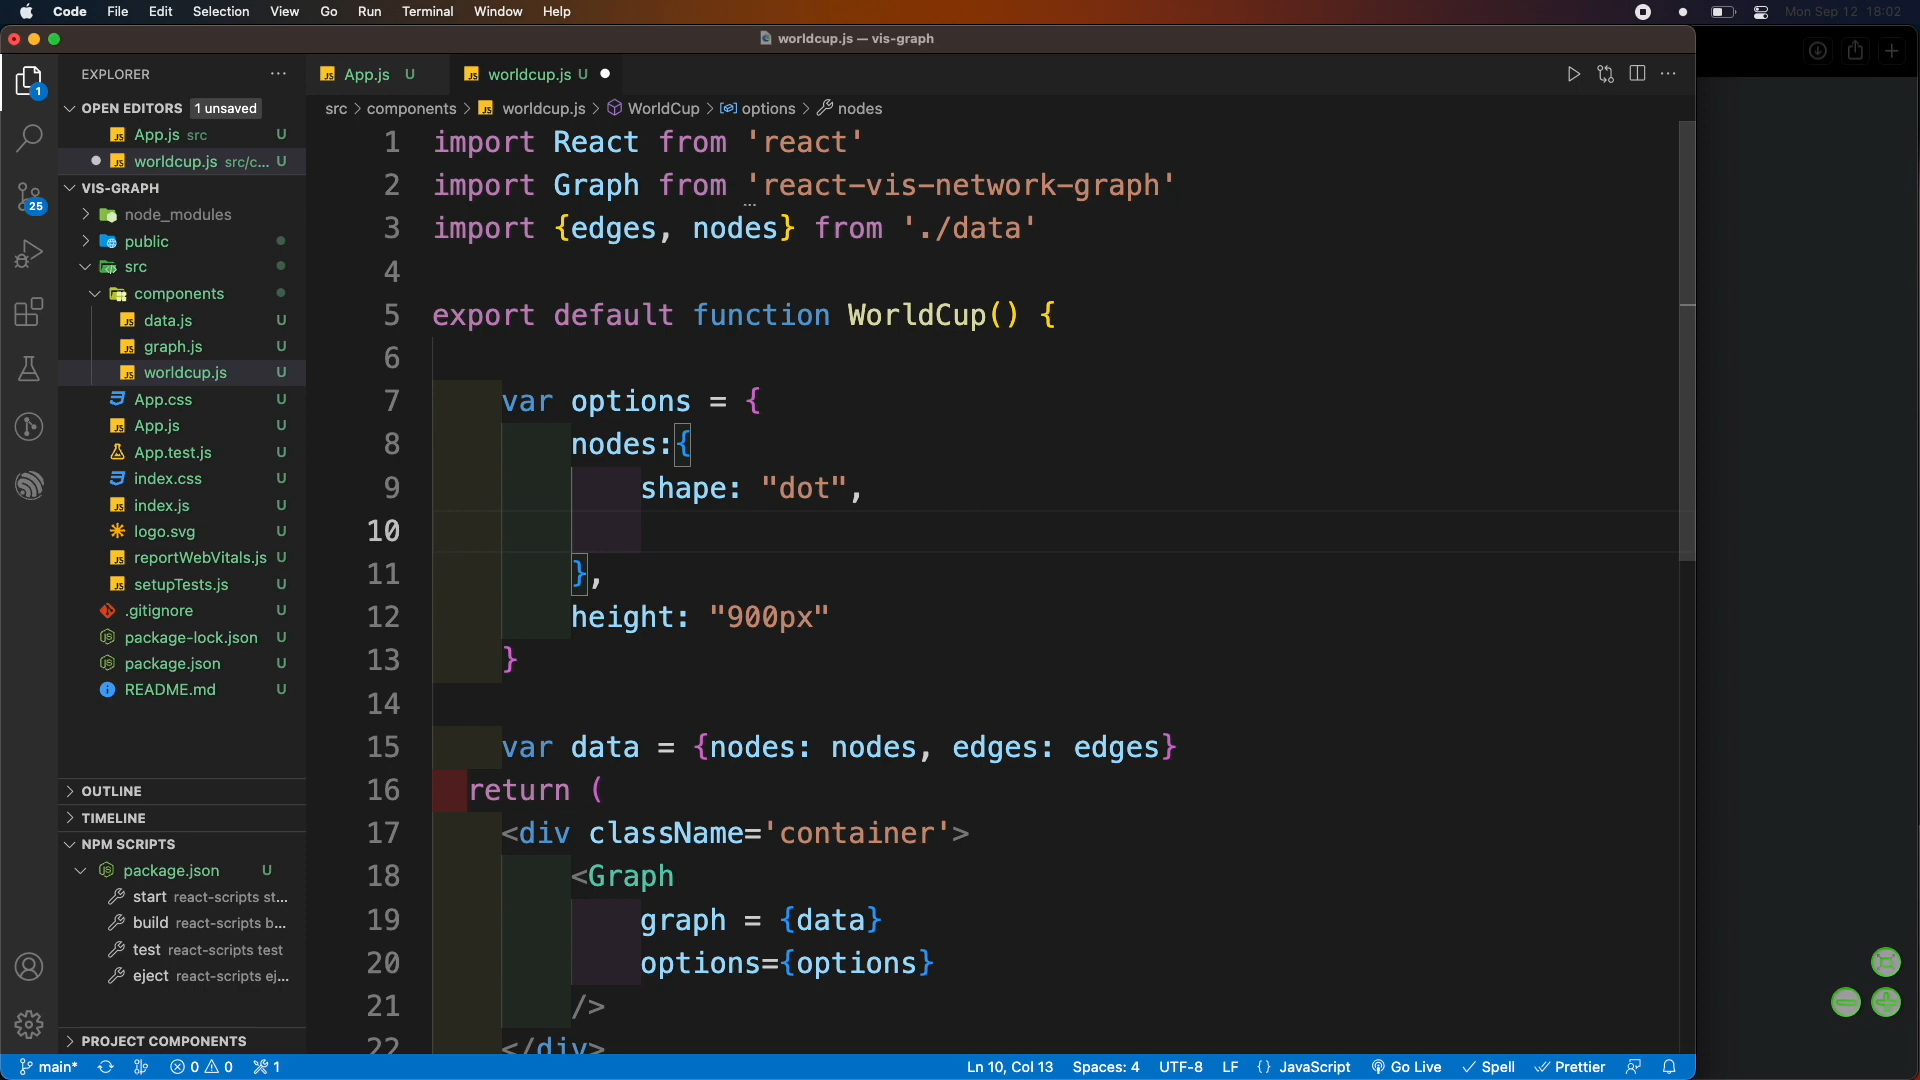 Code File Edit Selection View Go Run Terminal Window Help Mon Sep 12 18:02
worldcup.js — vis-graph
EXPLORER
App.js U
worldcup.js U
OPEN EDITORS 1 unsaved
App.js src U
worldcup.js src/c... U
VIS-GRAPH
node_modules
public
src
components
data.js U
graph.js U
worldcup.js U
App.css U
App.js U
App.test.js U
index.css U
index.js U
logo.svg U
reportWebVitals.js U
setupTests.js U
.gitignore U
package-lock.json U
package.json U
README.md U
OUTLINE
TIMELINE
NPM SCRIPTS
package.json U
start react-scripts st...
build react-scripts b...
test react-scripts test
eject react-scripts ej...
PROJECT COMPONENTS
1
25
src > components > worldcup.js > WorldCup > options > nodes
1 import React from 'react'
2 import Graph from 'react-vis-network-graph'
3 import {edges, nodes} from './data'
4
5 export default function WorldCup() {
6
7 var options = {
8 nodes:{
9 shape: "dot",
10
11 },
12 height: "900px"
13 }
14
15 var data = {nodes: nodes, edges: edges}
16 return (
17 <div className='container'>
18 <Graph
19 graph = {data}
20 options={options}
21 />
22 </div>
main* 0 0 1 Ln 10, Col 13 Spaces: 4 UTF-8 LF {} JavaScript Go Live Spell Prettier